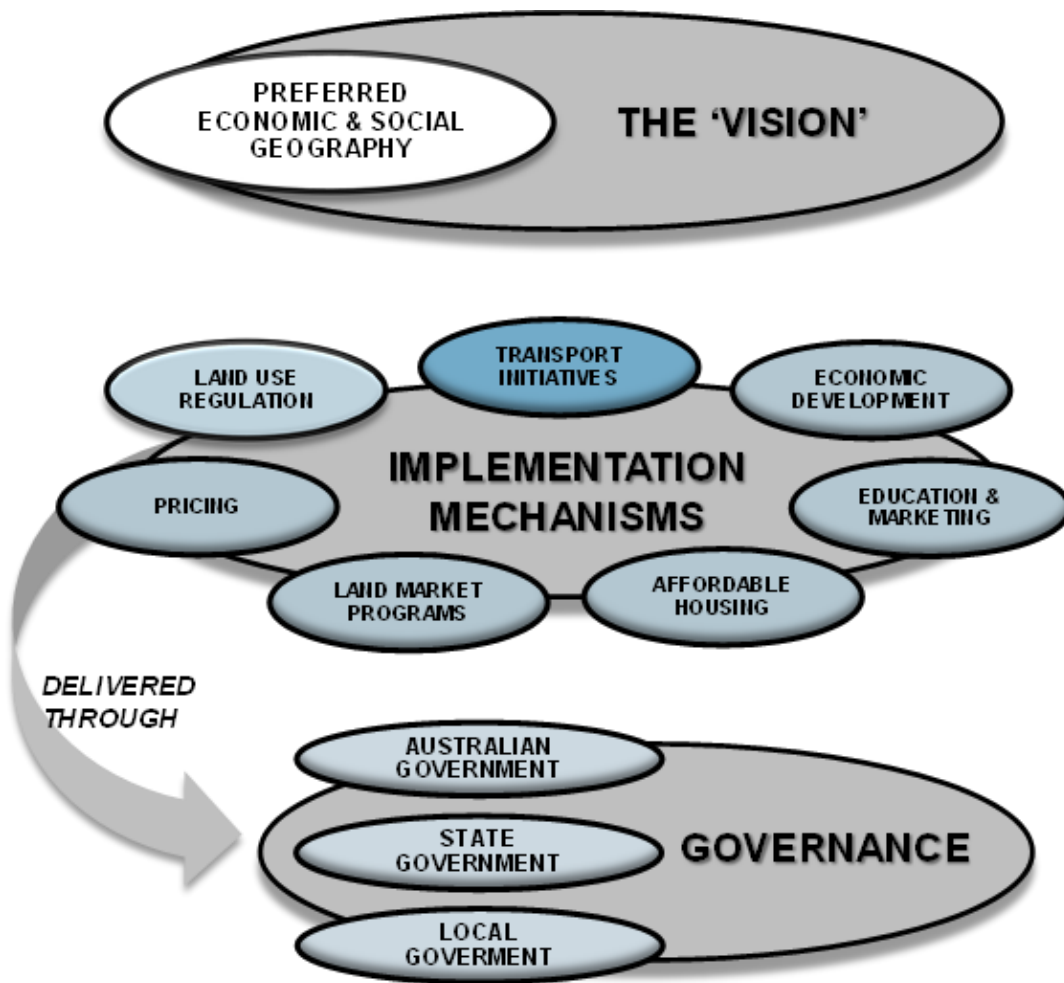 PREFERRED
ECONOMIC & SOCIAL
GEOGRAPHY
THE ‘VISION’
LAND USE
REGULATION
TRANSPORT
INITIATIVES
ECONOMIC
DEVELOPMENT
IMPLEMENTATION
MECHANISMS
PRICING
EDUCATION &
MARKETING
LAND MARKET
PROGRAMS
AFFORDABLE
HOUSING
DELIVERED
THROUGH
AUSTRALIAN
GOVERNMENT
STATE
GOVERNMENT
GOVERNANCE
LOCAL
GOVERMENT